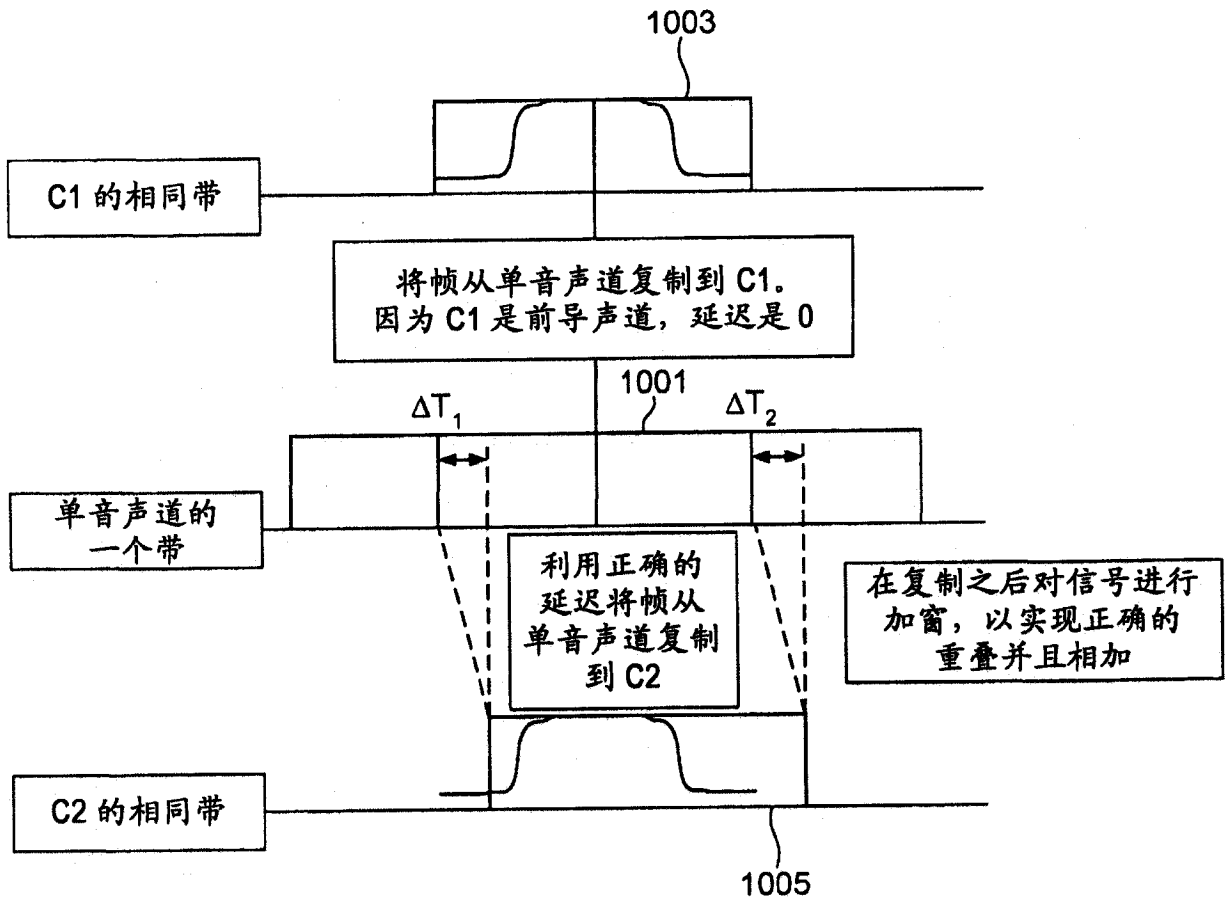 1003
C1 的相同带
将帧从单音声道复制到 C1。
因为 C1 是前导声道, 延迟是 0
1001
ΔT1
ΔT2
单音声道的
一个带
利用正确的
延迟将帧从
单音声道复制
到 C2
在复制之后对信号进行
加窗, 以实现正确的
重叠并且相加
C2 的相同带
1005